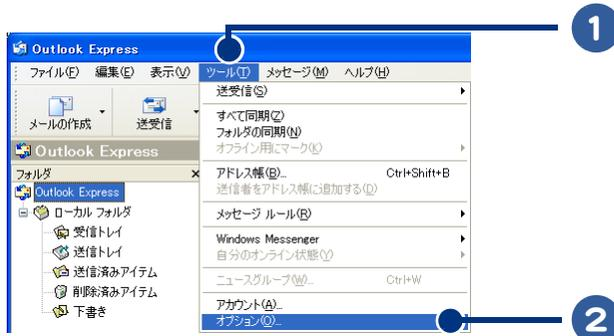 1
Outlook Express
ファイル(F) 編集(E) 表示(V) ツール(T) メッセージ(M) ヘルプ(H)
メールの作成 送受信
Outlook Express
フォルダ ×
Outlook Express
ローカル フォルダ
受信トレイ
送信トレイ
送信済みアイテム
削除済みアイテム
下書き
送受信(S)
すべて同期(Z)
フォルダの同期(N)
オフライン用にマーク(K)
アドレス帳(B)... Ctrl+Shift+B
送信者をアドレス帳に追加する(D)
メッセージ ルール(R)
Windows Messenger
自分のオンライン状態(Y)
ニュースグループ(W)... Ctrl+W
アカウント(A)...
オプション(O)...
2